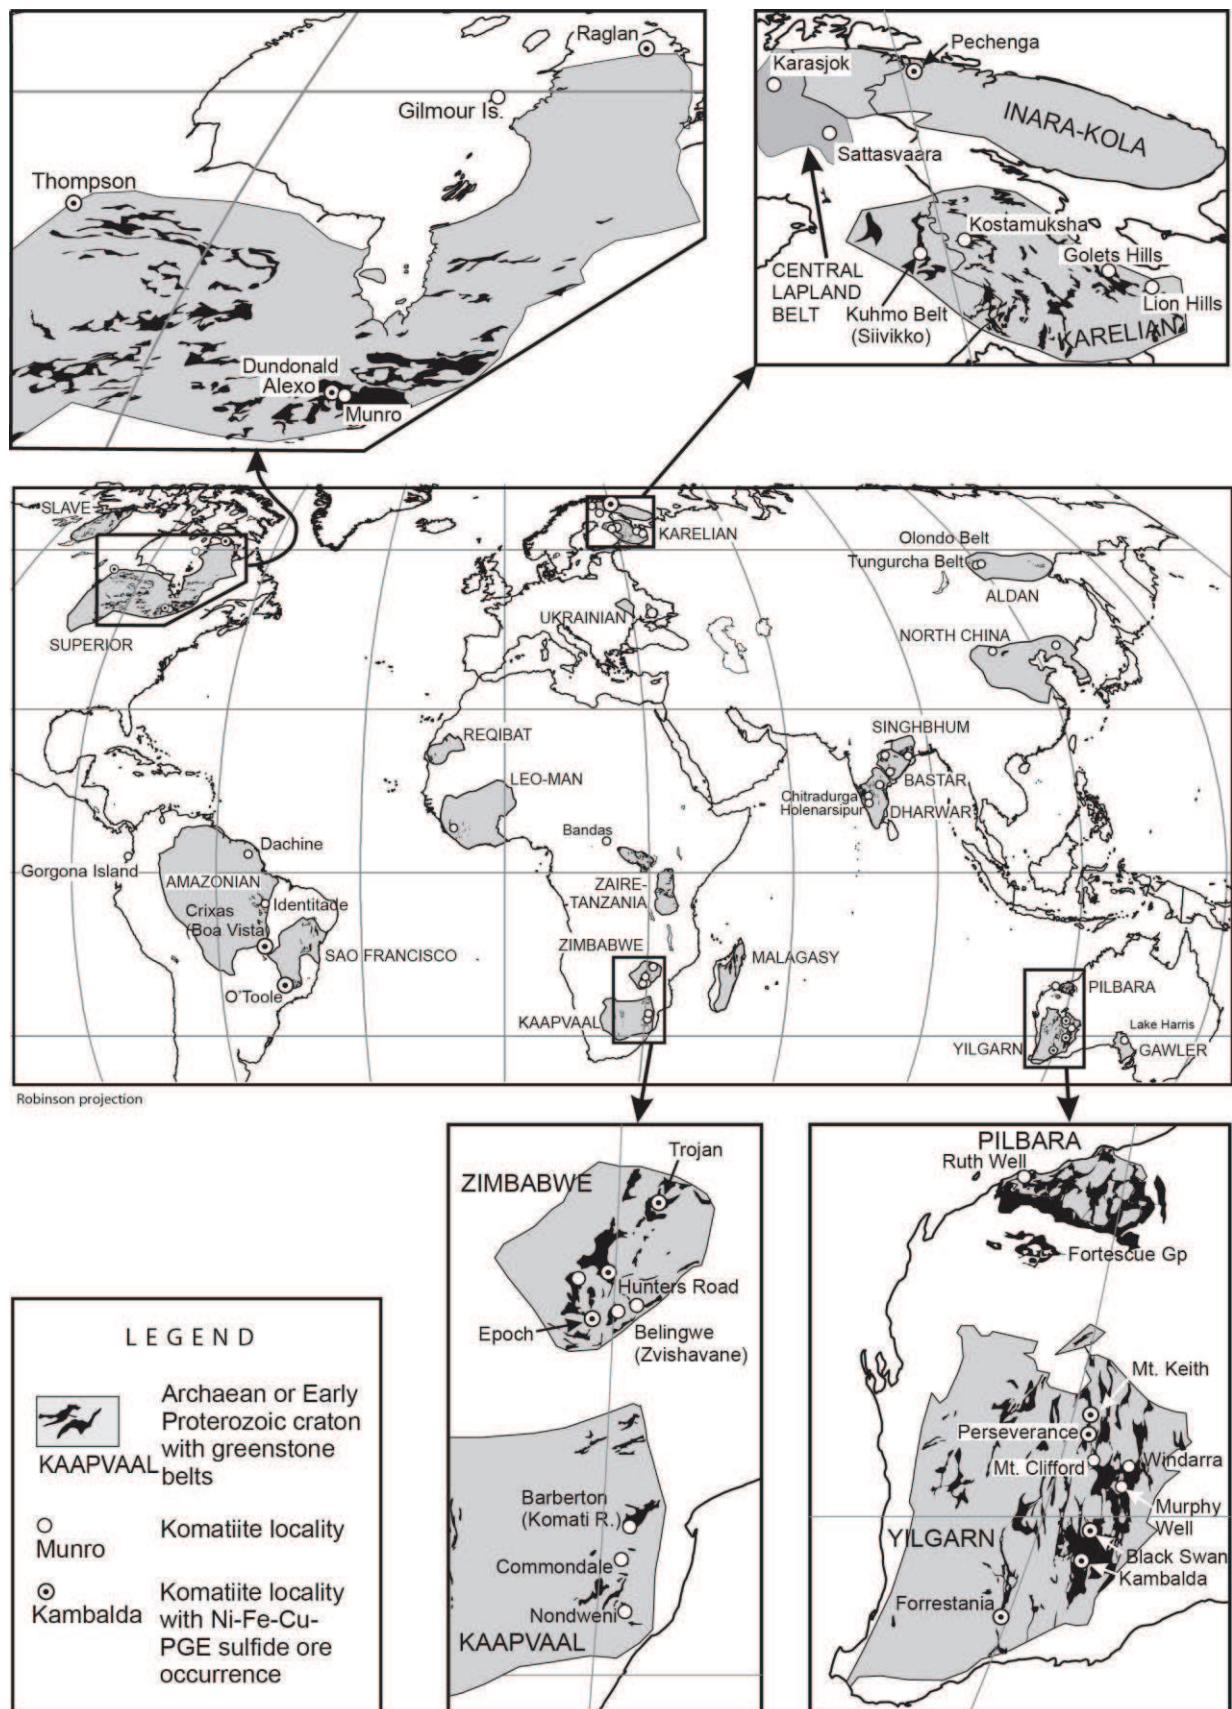 Raglan
Gilmour Is.
Thompson
Dundonald
Alexo
Munro
Pechenga
Karasjok
INARA-KOLA
Sattasvaara
Kostamuksha
Golets Hills
CENTRAL
LAPLAND
BELT
Lion Hills
Kuhmo Belt
(Siivikko)
KARELIAN
SLAVE
SUPERIOR
KARELIAN
Olondo Belt
Tungurcha Belt
ALDAN
UKRAINIAN
NORTH CHINA
REQIBAT
SINGHBHUM
LEO-MAN
BASTAR
Chitradurga
Holenarsipur
DHARWAR
Bandas
Dachine
Gorgona Island
AMAZONIAN
Identitade
Crixas
(Boa Vista)
ZAIRE-
TANZANIA
SAO FRANCISCO
ZIMBABWE
MALAGASY
O'Toole
KAAPVAAL
PILBARA
Lake Harris
YILGARN
GAWLER
Robinson projection
ZIMBABWE
Trojan
Hunters Road
Epoch
Belingwe
(Zvishavane)
Barberton
(Komati R.)
Commondale
Nondweni
KAAPVAAL
PILBARA
Ruth Well
Fortescue Gp
Mt. Keith
Perseverance
Mt. Clifford
Windarra
Murphy
Well
YILGARN
Black Swan
Kambalda
Forrestania
LEGEND
Archaean or Early
Proterozoic craton
with greenstone
belts
KAAPVAAL
Komatiite locality
Munro
Komatiite locality
with Ni-Fe-Cu-
PGE sulfide ore
occurrence
Kambalda